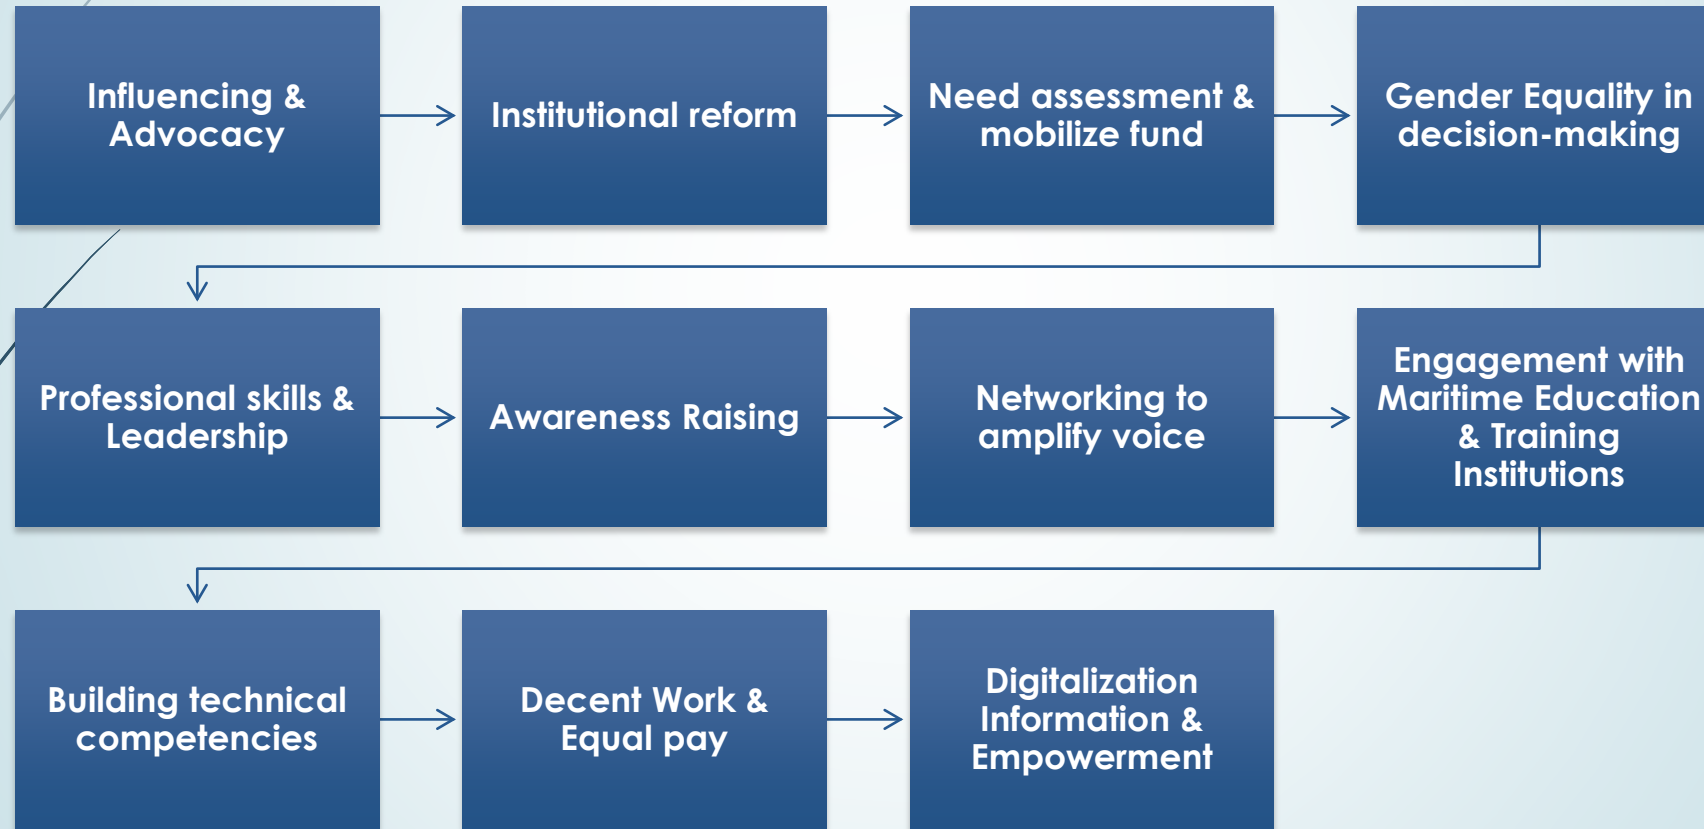 Influencing &
Advocacy
Institutional reform
Need assessment &
mobilize fund
Gender Equality in
decision-making
Professional skills &
Leadership
Awareness Raising
Networking to
amplify voice
Engagement with
Maritime Education
& Training
Institutions
Building technical
competencies
Decent Work &
Equal pay
Digitalization
Information &
Empowerment